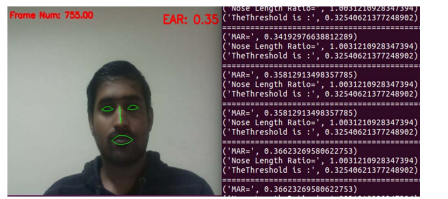 Frame Num: 755.00
EAR: 0.35
('Nose Length Ratio=', 1.0031210928347394)
('TheThreshold is :', 0.32540621377248902)
('MAR=', 0.34192976638812289)
('Nose Length Ratio=', 1.0031210928347394)
('TheThreshold is :', 0.32540621377248902)
('MAR=', 0.35812913498357785)
('Nose Length Ratio=', 1.0031210928347394)
('TheThreshold is :', 0.32540621377248902)
('MAR=', 0.35812913498357785)
('Nose Length Ratio=', 1.0031210928347394)
('TheThreshold is :', 0.32540621377248902)
('MAR=', 0.36623269580622753)
('Nose Length Ratio=', 1.0031210928347394)
('TheThreshold is :', 0.32540621377248902)
('MAR=', 0.36623269580622753)